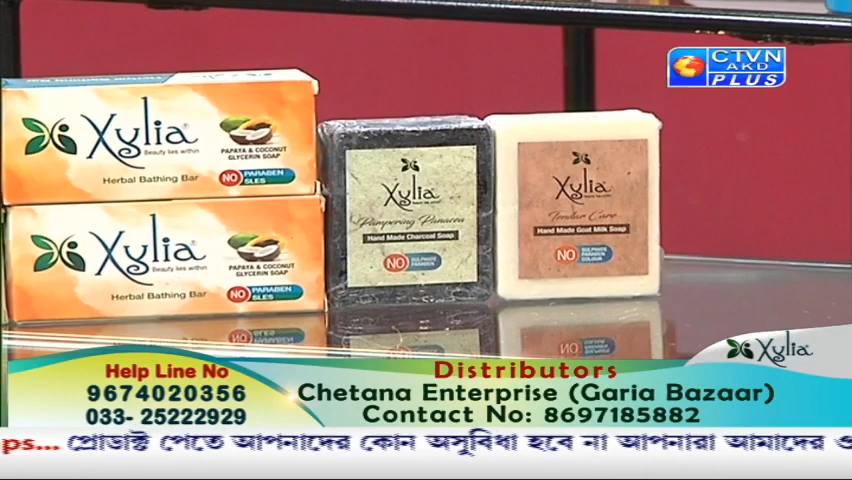 CTVN
AKD
PLUS
Xylia
Beauty lies within
Herbal Bathing Bar
PAPAYA & COCONUT
GLYCERIN SOAP
NO PARABEN
SLES
Xylia
Beauty lies within
Herbal Bathing Bar
PAPAYA & COCONUT
GLYCERIN SOAP
NO PARABEN
SLES
Xylia
Pampering Panacea
Hand Made Charcoal Soap
NO SULPHATE
PARABEN
Xylia
Tender Care
Hand Made Goat Milk Soap
NO SULPHATE
PARABEN
COLOUR
Xylia
Help Line No
9674020356
033- 25222929
Distributors
Chetana Enterprise (Garia Bazaar)
Contact No: 8697185882
ps... প্রোডাক্ট পেতে আপনাদের কোন অসুবিধা হবে না আপনারা আমাদের ও